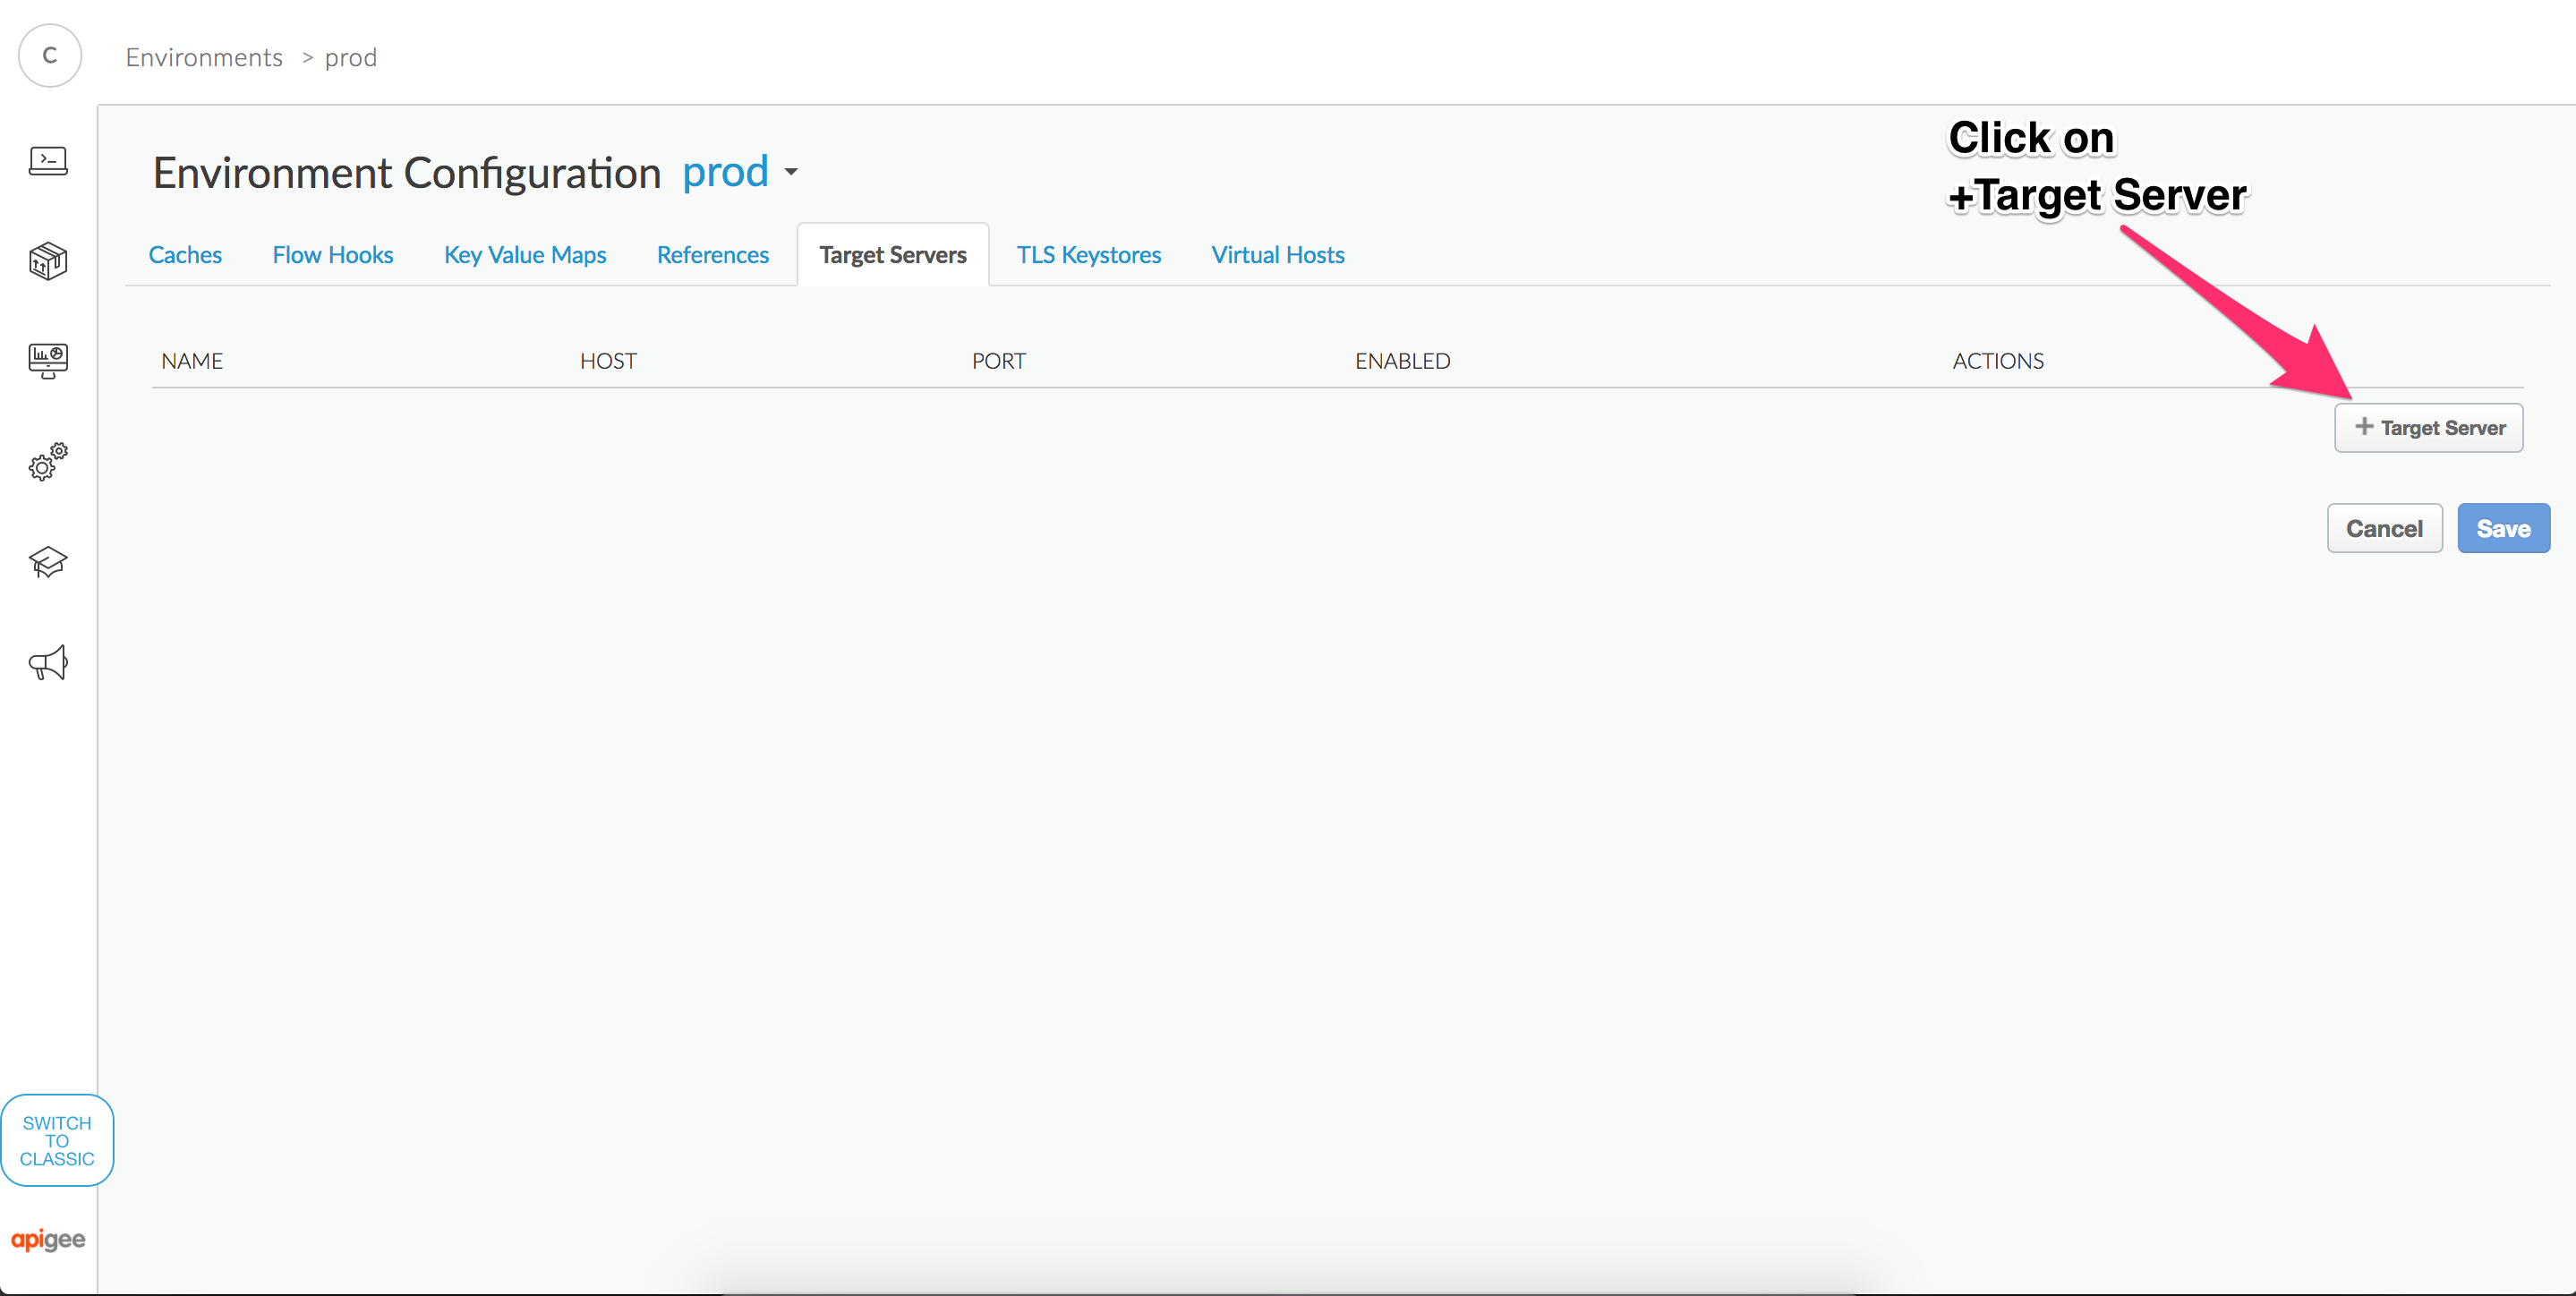 C
Environments > prod
Click on
+Target Server
Environment Configuration prod
Caches Flow Hooks Key Value Maps References Target Servers TLS Keystores Virtual Hosts
NAME HOST PORT ENABLED ACTIONS
+ Target Server
Cancel Save
SWITCH
TO
CLASSIC
apigee